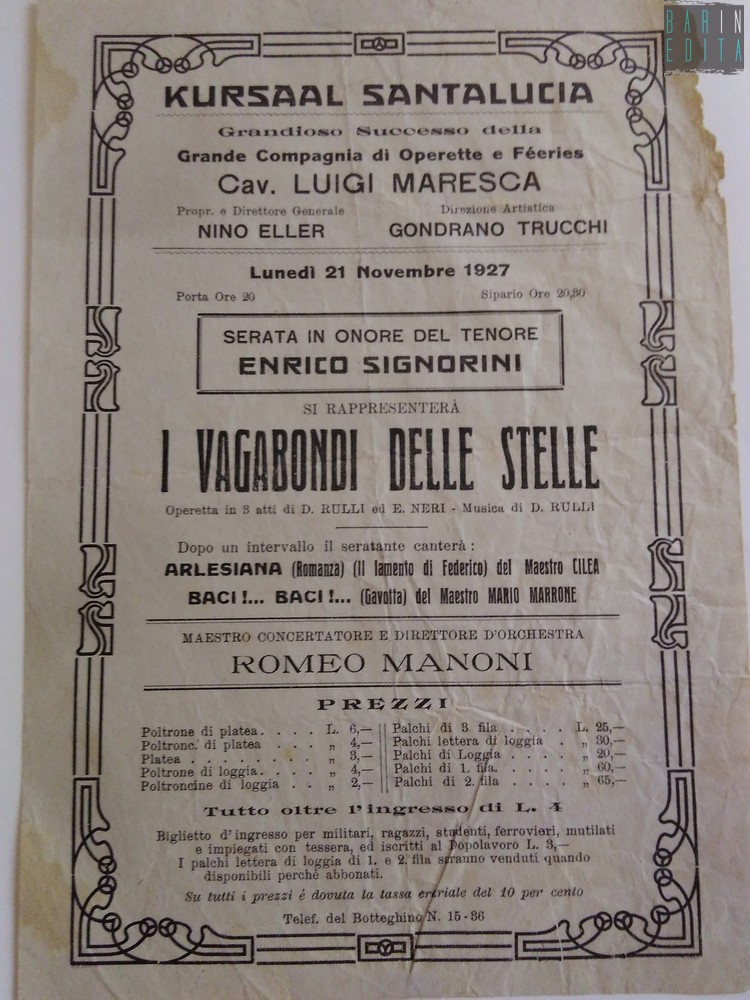 BARIN
EDITA
KURSAAL SANTALUCIA
Grandioso Successo della
Grande Compagnia di Operette e Féeries
Cav. LUIGI MARESCA
Propr. e Direttore Generale
NINO ELLER
Direzione Artistica
GONDRANO TRUCCHI
Lunedì 21 Novembre 1927
Porta Ore 20 Sipario Ore 20,30
SERATA IN ONORE DEL TENORE
ENRICO SIGNORINI
SI RAPPRESENTERÀ
I VAGABONDI DELLE STELLE
Operetta in 3 atti di D. RULLI ed E. NERI - Musica di D. RULLI
Dopo un intervallo il seratante canterà :
ARLESIANA (Romanza) (Il lamento di Federico) del Maestro CILEA
BACI !... BACI !... (Gavotta) del Maestro MARIO MARRONE
MAESTRO CONCERTATORE E DIRETTORE D'ORCHESTRA
ROMEO MANONI
PREZZI
Poltrone di platea. . . . L. 6,—
Poltronc. di platea . . . „ 4,—
Platea . . . . . . . . „ 3,—
Poltrone di loggia. . . . „ 4,—
Poltroncine di loggia . . „ 2,—
Palchi di 3. fila . . . . L. 25,—
Palchi lettera di loggia . „ 30,—
Palchi di Loggia . . . . „ 20,—
Palchi di 1. fila. . . . . „ 60,—
Palchi di 2. fila . . . . „ 65,—
Tutto oltre l'ingresso di L. 4
Biglietto d'ingresso per militari, ragazzi, studenti, ferrovieri, mutilati
e impiegati con tessera, ed iscritti al Dopolavoro L. 3,—
I palchi lettera di loggia di 1. e 2. fila saranno venduti quando
disponibili perchè abbonati.
Su tutti i prezzi è dovuta la tassa erariale del 10 per cento
Telef. del Botteghino N. 15-36